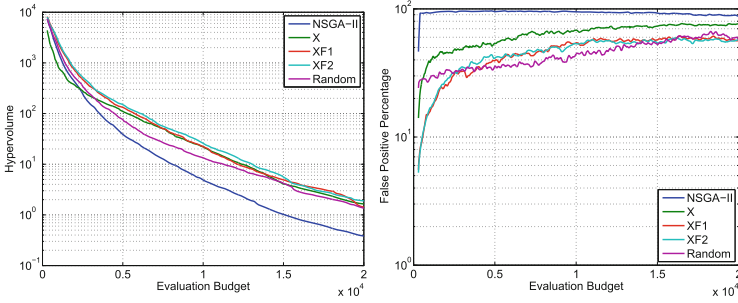 10^4
10^3
10^2
10^1
10^0
10^−1
Hypervolume
NSGA−II
X
XF1
XF2
Random
0
0.5
1
1.5
2
Evaluation Budget
x 10^4
10^2
10^1
10^0
False Positive Percentage
NSGA−II
X
XF1
XF2
Random
0
0.5
1
1.5
2
Evaluation Budget
x 10^4